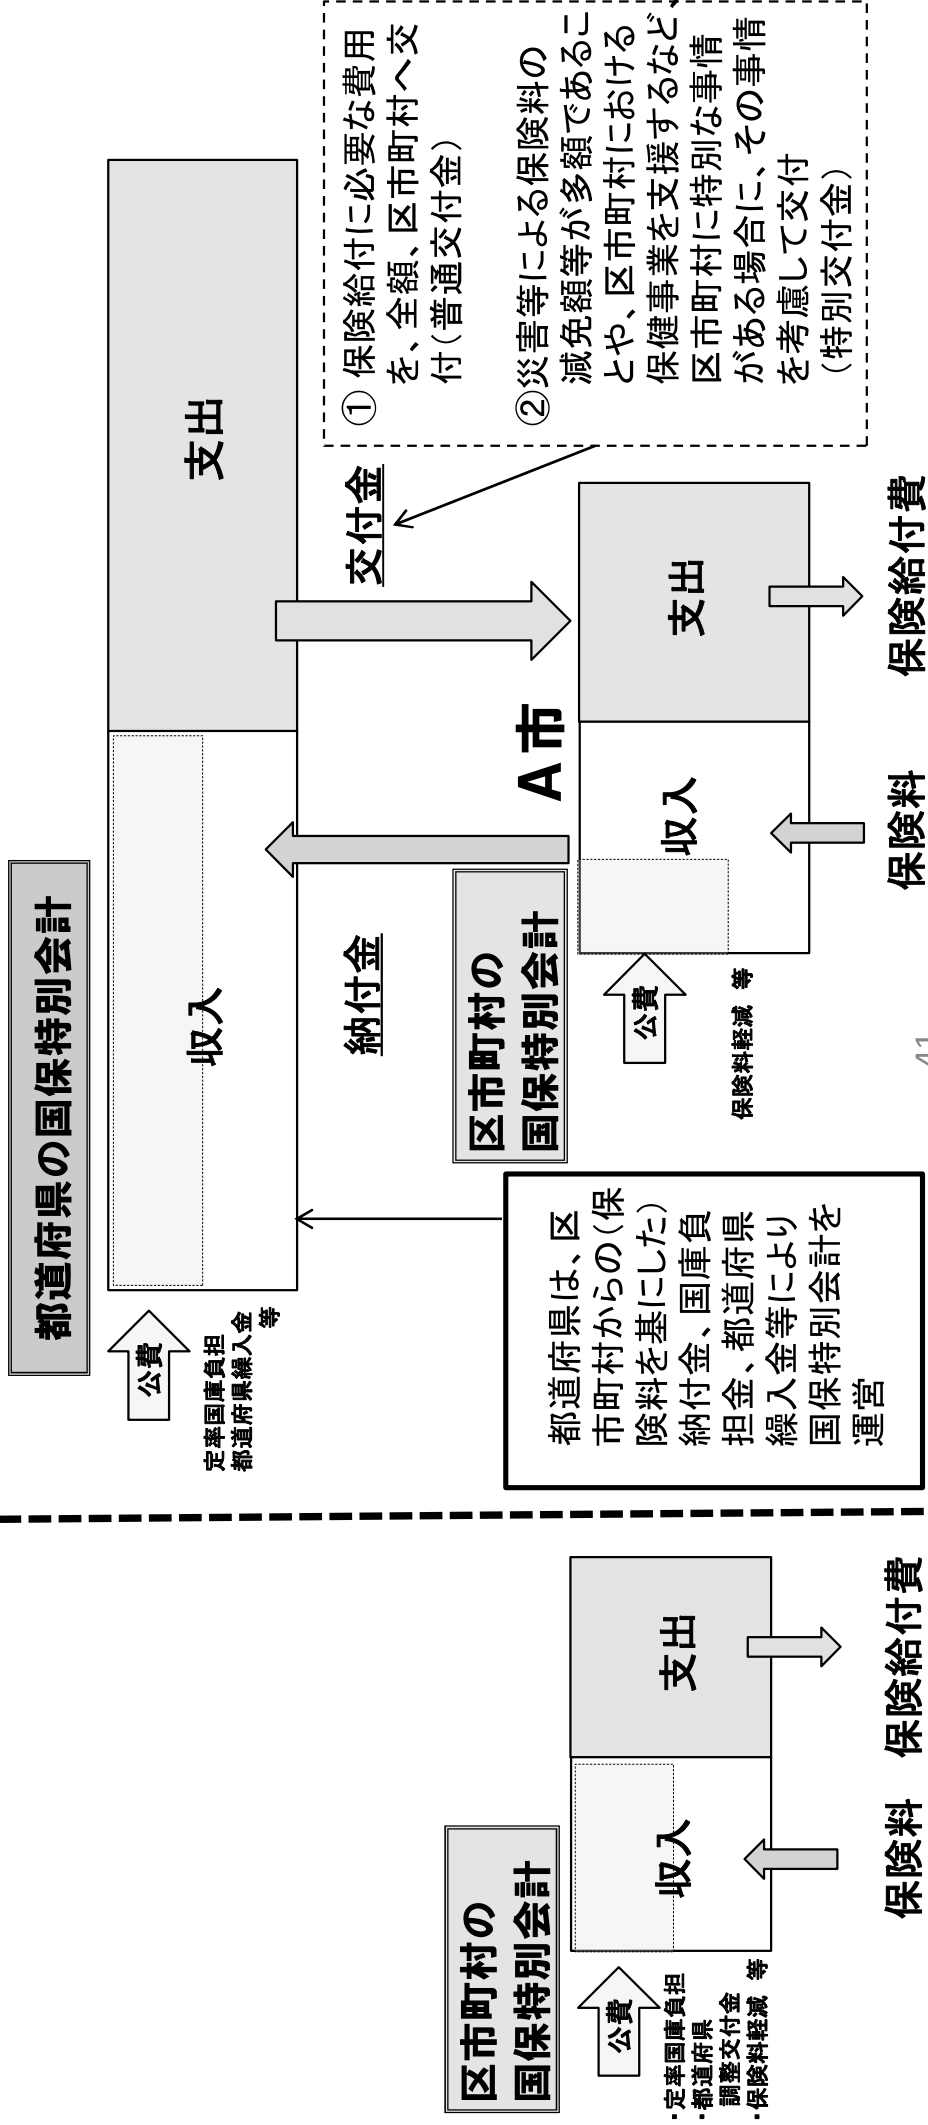 区市町村の
国保特別会計
公費
収入
支出
・定率国庫負担
・都道府県
調整交付金
・保険料軽減 等
保険料
保険給付費
都道府県の国保特別会計
公費
収入
支出
定率国庫負担
都道府県繰入金
等
納付金
交付金
① 保険給付に必要な費用
を、全額、区市町村へ交
付(普通交付金)
②災害等による保険料の
減免額等が多額であるこ
とや、区市町村における
保健事業を支援するなど、
区市町村に特別な事情
がある場合に、その事情
を考慮して交付
(特別交付金)
都道府県は、区
市町村からの(保
険料を基にした)
納付金、国庫負
担金、都道府県
繰入金等により
国保特別会計を
運営
区市町村の
国保特別会計
A市
公費
収入
支出
保険料軽減 等
保険料
保険給付費
41